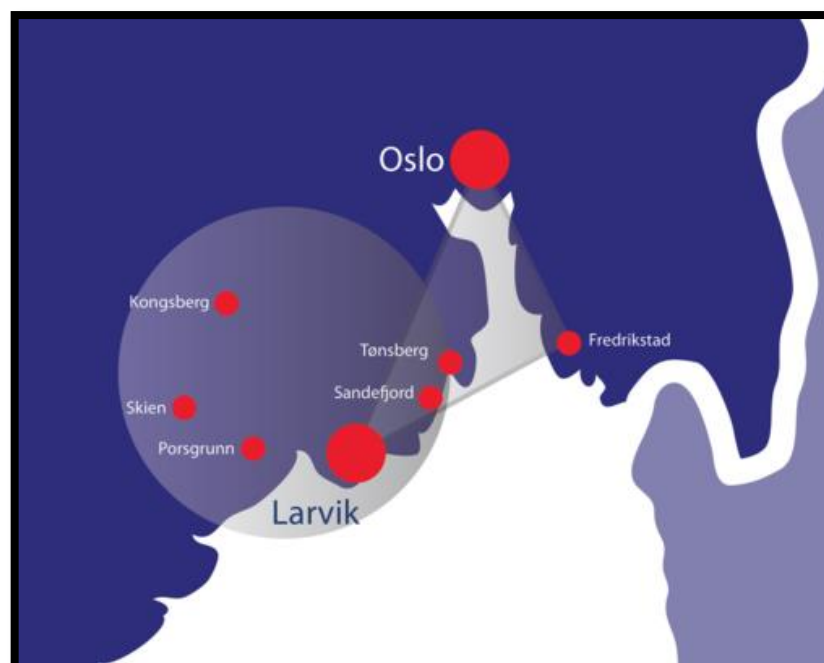 Oslo
Kongsberg
Fredrikstad
Tønsberg
Sandefjord
Skien
Porsgrunn
Larvik